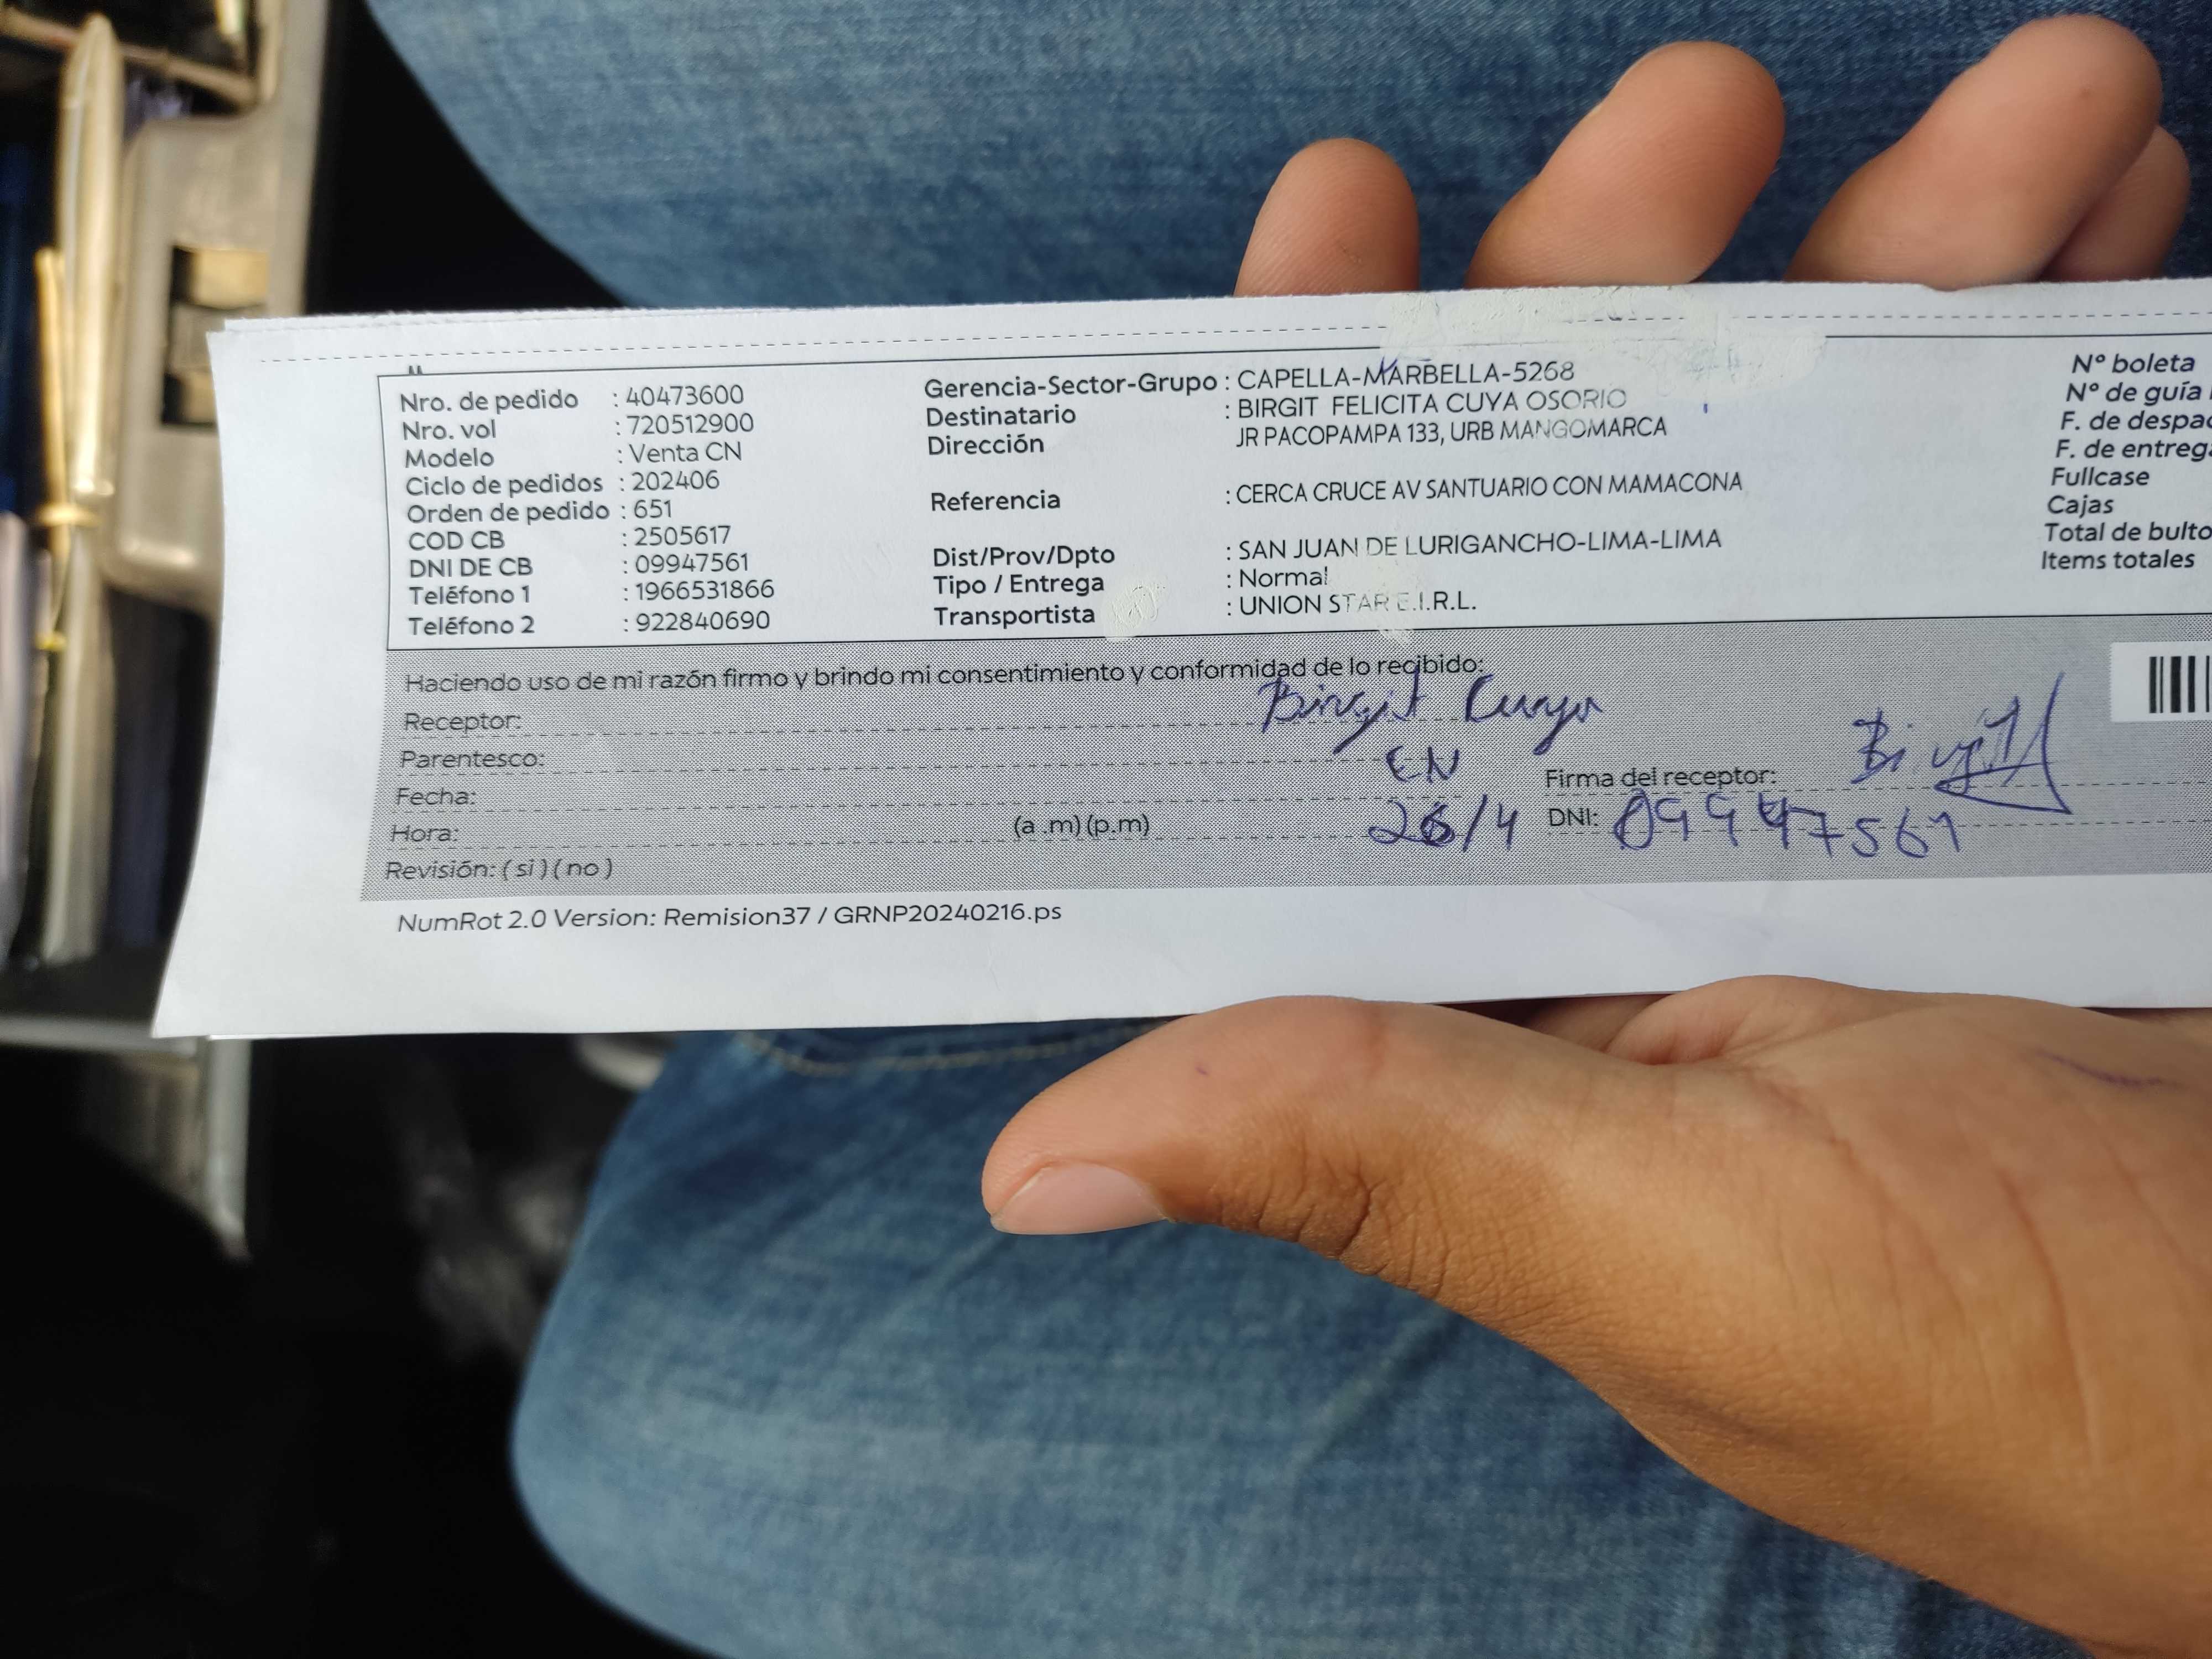 Nro. de pedido : 40473600
Nro. vol : 720512900
Modelo : Venta CN
Ciclo de pedidos : 202406
Orden de pedido : 651
COD CB : 2505617
DNI DE CB : 09947561
Teléfono 1 : 1966531866
Teléfono 2 : 922840690
Gerencia-Sector-Grupo : CAPELLA-MARBELLA-5268
Destinatario : BIRGIT FELICITA CUYA OSORIO
Dirección JR PACOPAMPA 133, URB MANGOMARCA
Referencia : CERCA CRUCE AV SANTUARIO CON MAMACONA
Dist/Prov/Dpto : SAN JUAN DE LURIGANCHO-LIMA-LIMA
Tipo / Entrega : Normal
Transportista : UNION STAR E.I.R.L.
N° boleta
N° de guía
F. de despac
F. de entreg
Fullcase
Cajas
Total de bulto
Items totales
Haciendo uso de mi razón firmo y brindo mi consentimiento y conformidad de lo recibido:
Receptor: Birgit Cuya
Parentesco: CN
Firma del receptor: Birgit
Fecha:
Hora: (a .m) (p.m) 26/4 DNI: 09947561
Revisión: ( si ) ( no )
NumRot 2.0 Version: Remision37 / GRNP20240216.ps